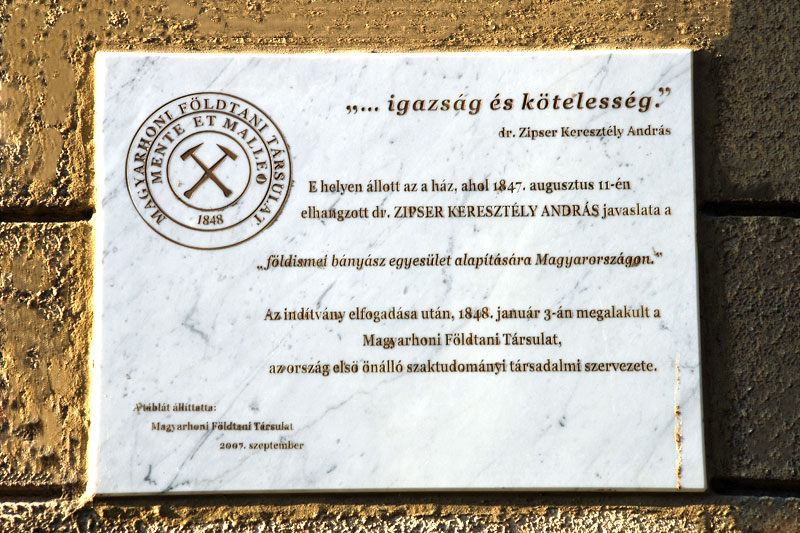 MAGYARHONI FÖLDTANI TÁRSULAT
MENTE ET MALLEO
1848
„... igazság és kötelesség.”
dr. Zipser Keresztély András
E helyen állott az a ház, ahol 1847. augusztus 11-én
elhangzott dr. ZIPSER KERESZTÉLY ANDRÁS javaslata a
„földismei bányász egyesület alapítására Magyarországon.“
Az indítvány elfogadása után, 1848. január 3-án megalakult a
Magyarhoni Földtani Társulat,
az ország első önálló szaktudományi társadalmi szervezete.
A táblát állíttatta:
Magyarhoni Földtani Társulat
2007. szeptember